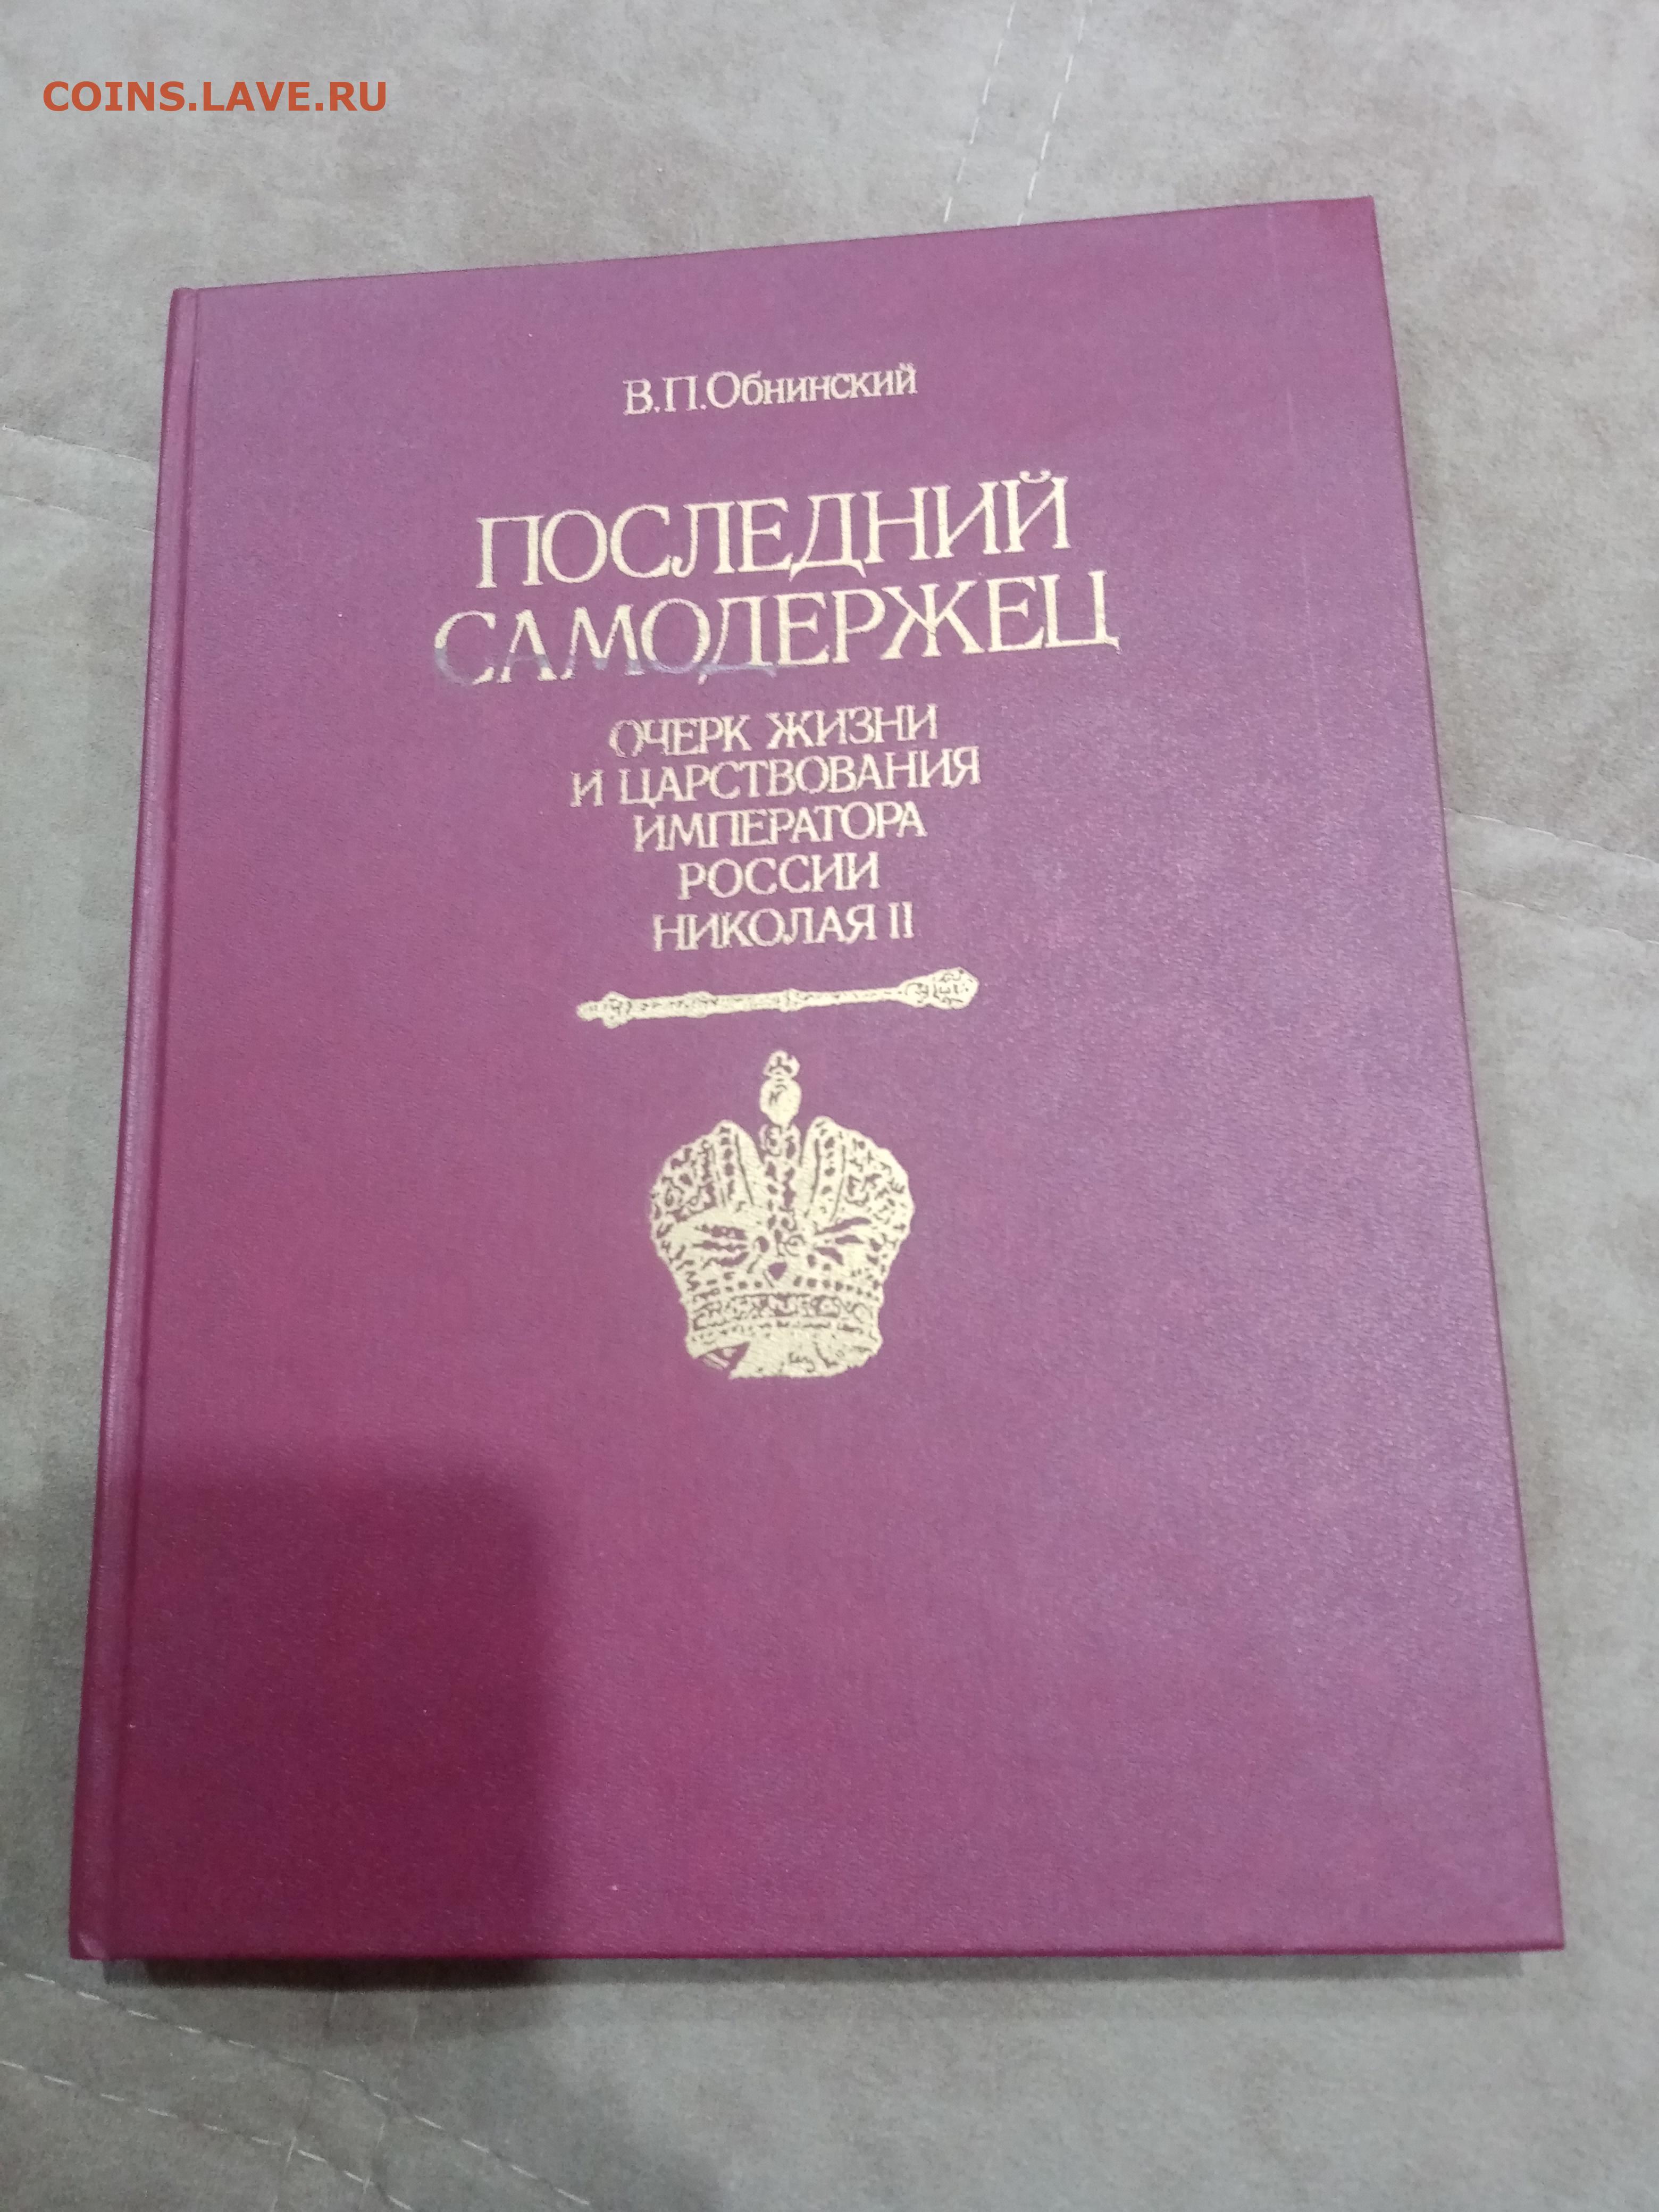 COINS.LAVE.RU
В.П.Обнинский
ПОСЛЕДНИЙ
САМОДЕРЖЕЦ
ОЧЕРК ЖИЗНИ
И ЦАРСТВОВАНИЯ
ИМПЕРАТОРА
РОССИИ
НИКОЛАЯ II